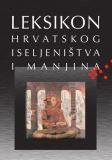 LEKSIKON
HRVATSKOG
ISELJENIŠTVA
I MANJINA